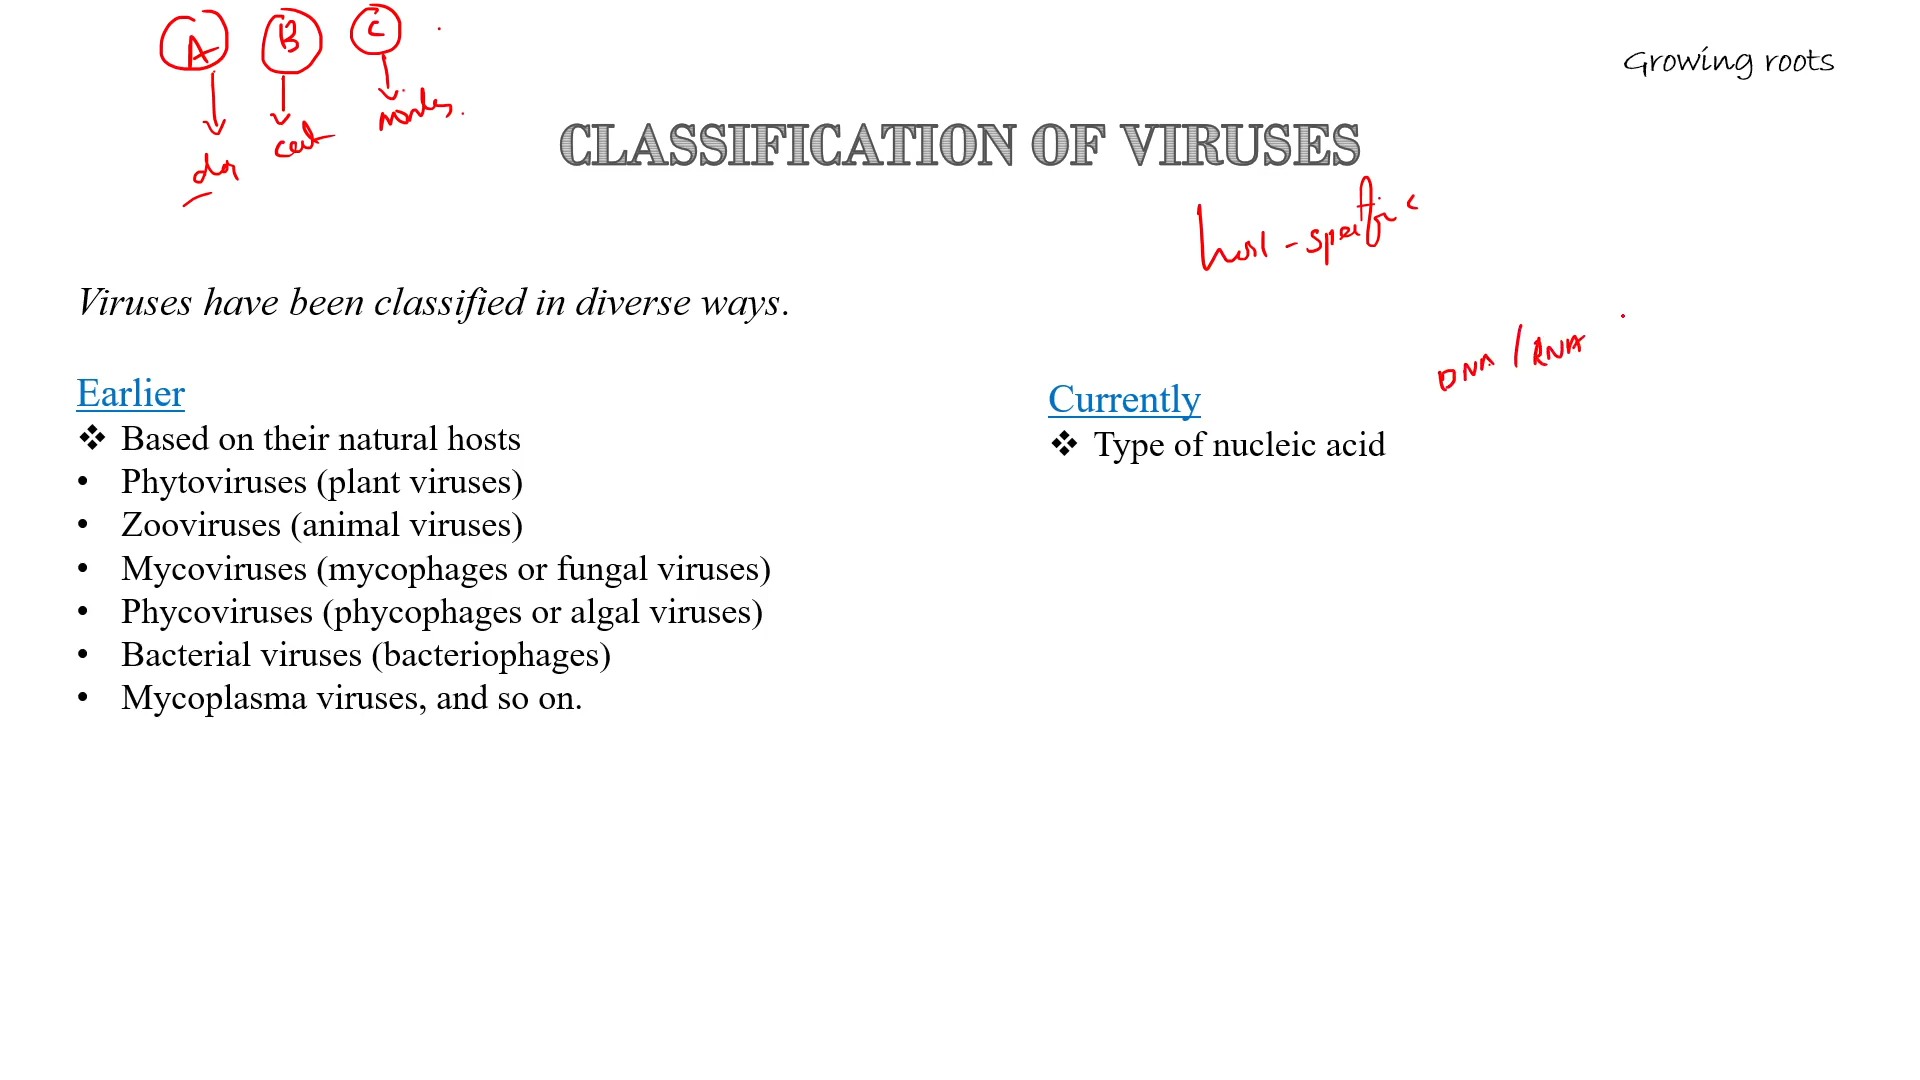 A B C
Growing roots
CLASSIFICATION OF VIRUSES
host-specific
Viruses have been classified in diverse ways.
DNA / RNA
Earlier
❖ Based on their natural hosts
• Phytoviruses (plant viruses)
• Zooviruses (animal viruses)
• Mycoviruses (mycophages or fungal viruses)
• Phycoviruses (phycophages or algal viruses)
• Bacterial viruses (bacteriophages)
• Mycoplasma viruses, and so on.
Currently
❖ Type of nucleic acid